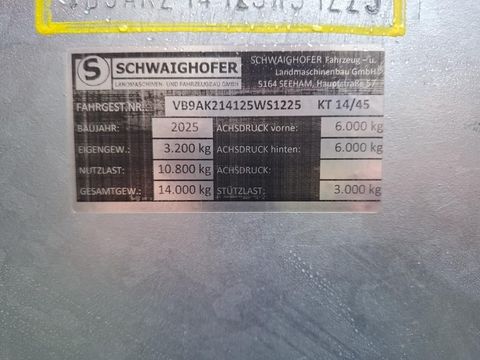 S SCHWAIGHOFER
LANDMASCHINEN- UND FAHRZEUGBAU GMBH
SCHWAIGHOFER Fahrzeug – u.
Landmaschinenbau GmbH
5164 SEEHAM, Hauptstraße 57
FAHRGEST.NR.: VB9AK214125WS1225 KT 14/45
BAUJAHR: 2025 ACHSDRUCK vorne: 6.000 kg
EIGENGEW.: 3.200 kg ACHSDRUCK hinten: 6.000 kg
NUTZLAST: 10.800 kg ACHSDRUCK:
GESAMTGEW.: 14.000 kg STÜTZLAST: 3.000 kg